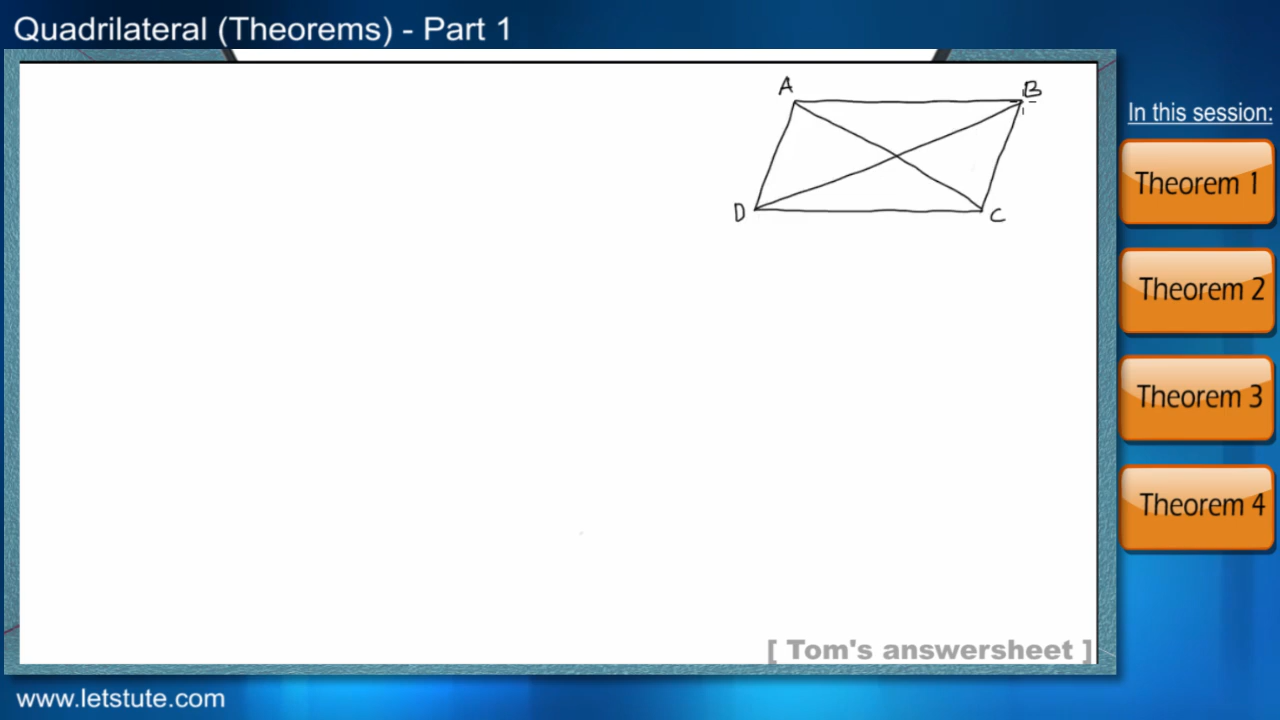 Quadrilateral (Theorems) - Part 1
A
B
D
C
In this session:
Theorem 1
Theorem 2
Theorem 3
Theorem 4
[ Tom's answersheet ]
www.letstute.com